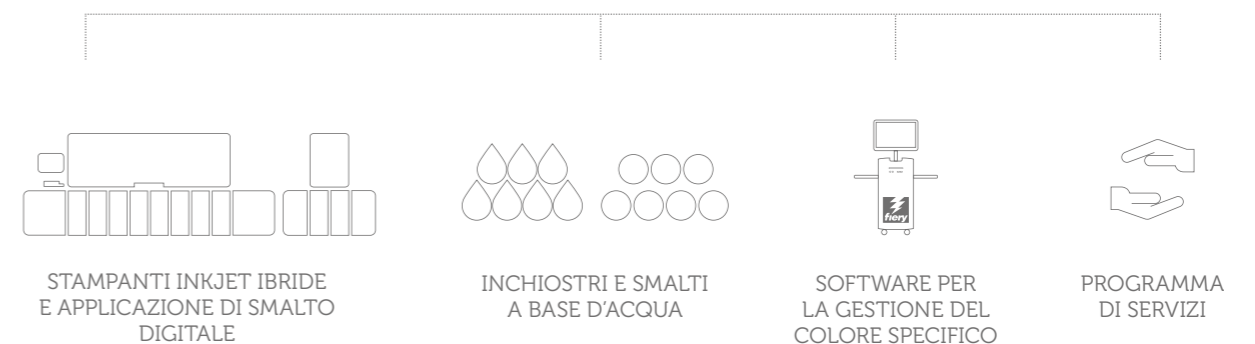 fiery
STAMPANTI INKJET IBRIDE
E APPLICAZIONE DI SMALTO
DIGITALE
INCHIOSTRI E SMALTI
A BASE D'ACQUA
SOFTWARE PER
LA GESTIONE DEL
COLORE SPECIFICO
PROGRAMMA
DI SERVIZI